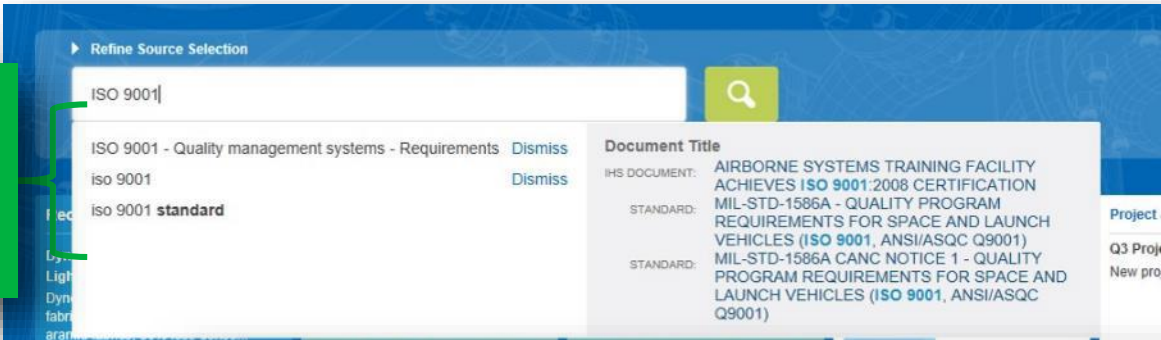 Refine Source Selection
ISO 9001
ISO 9001 - Quality management systems - Requirements Dismiss
iso 9001 Dismiss
iso 9001 standard
Document Title
IHS DOCUMENT: AIRBORNE SYSTEMS TRAINING FACILITY
ACHIEVES ISO 9001:2008 CERTIFICATION
STANDARD: MIL-STD-1586A - QUALITY PROGRAM
REQUIREMENTS FOR SPACE AND LAUNCH
VEHICLES (ISO 9001, ANSI/ASQC Q9001)
STANDARD: MIL-STD-1586A CANC NOTICE 1 - QUALITY
PROGRAM REQUIREMENTS FOR SPACE AND
LAUNCH VEHICLES (ISO 9001, ANSI/ASQC
Q9001)
Project
Q3 Proj
New pro
Ligh
Dyn
fabri